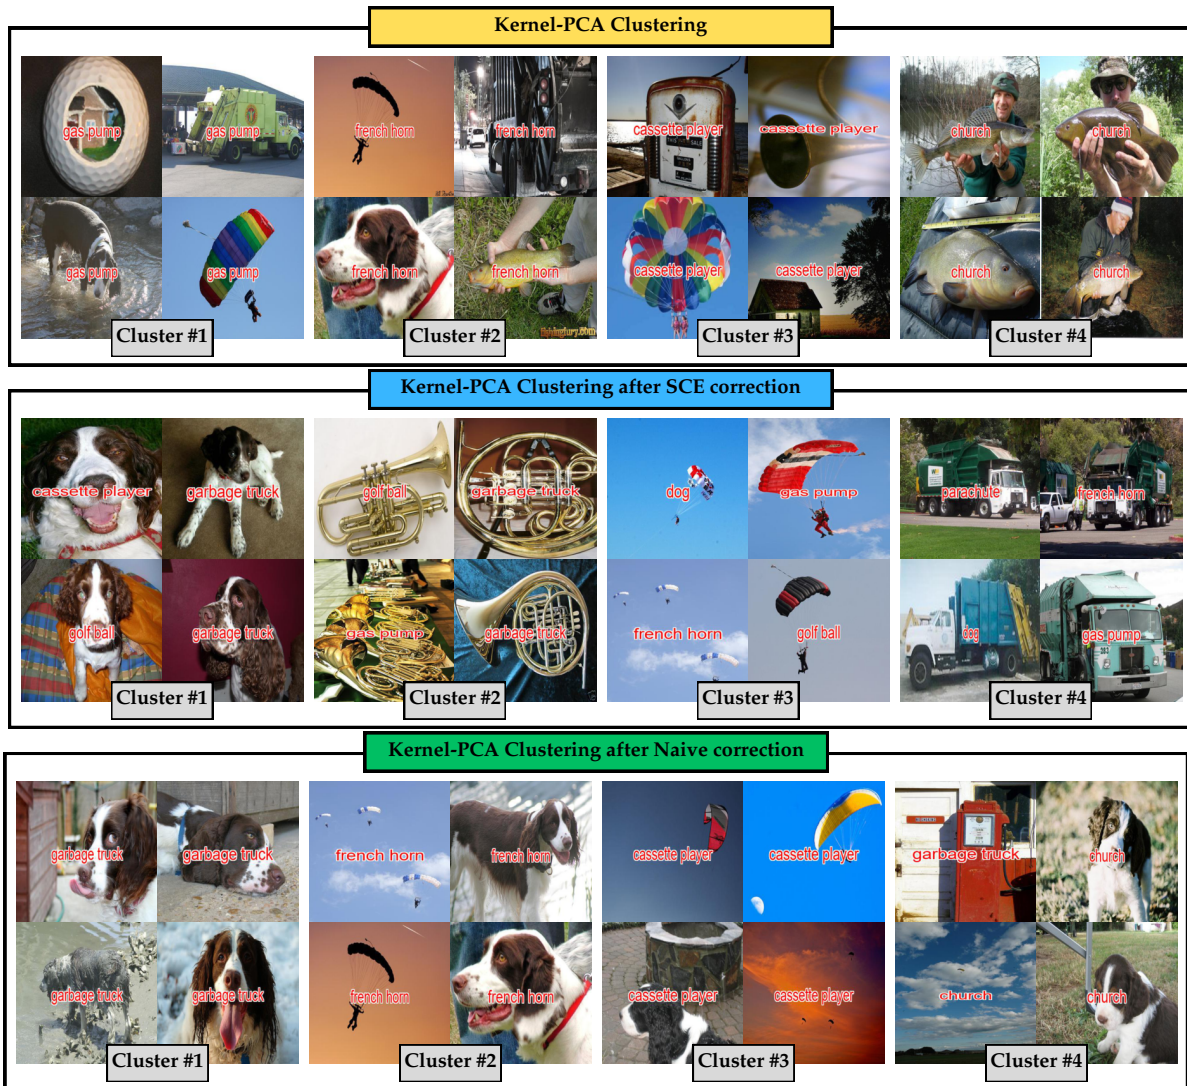 Kernel-PCA Clustering
gas pump
gas pump
french horn
french horn
cassette player
cassette player
church
church
gas pump
gas pump
french horn
french horn
cassette player
cassette player
church
church
Cluster #1
Cluster #2
Cluster #3
Cluster #4
Kernel-PCA Clustering after SCE correction
cassette player
garbage truck
golf ball
garbage truck
dog
gas pump
parachute
french horn
golf ball
garbage truck
gas pump
garbage truck
french horn
golf ball
dog
gas pump
Cluster #1
Cluster #2
Cluster #3
Cluster #4
Kernel-PCA Clustering after Naive correction
garbage truck
garbage truck
french horn
french horn
cassette player
cassette player
garbage truck
church
garbage truck
garbage truck
french horn
french horn
cassette player
cassette player
church
church
Cluster #1
Cluster #2
Cluster #3
Cluster #4